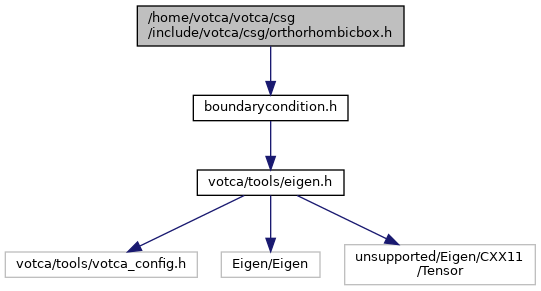 /home/votca/votca/csg
/include/votca/csg/orthorhombicbox.h
boundarycondition.h
votca/tools/eigen.h
votca/tools/votca_config.h
Eigen/Eigen
unsupported/Eigen/CXX11
/Tensor